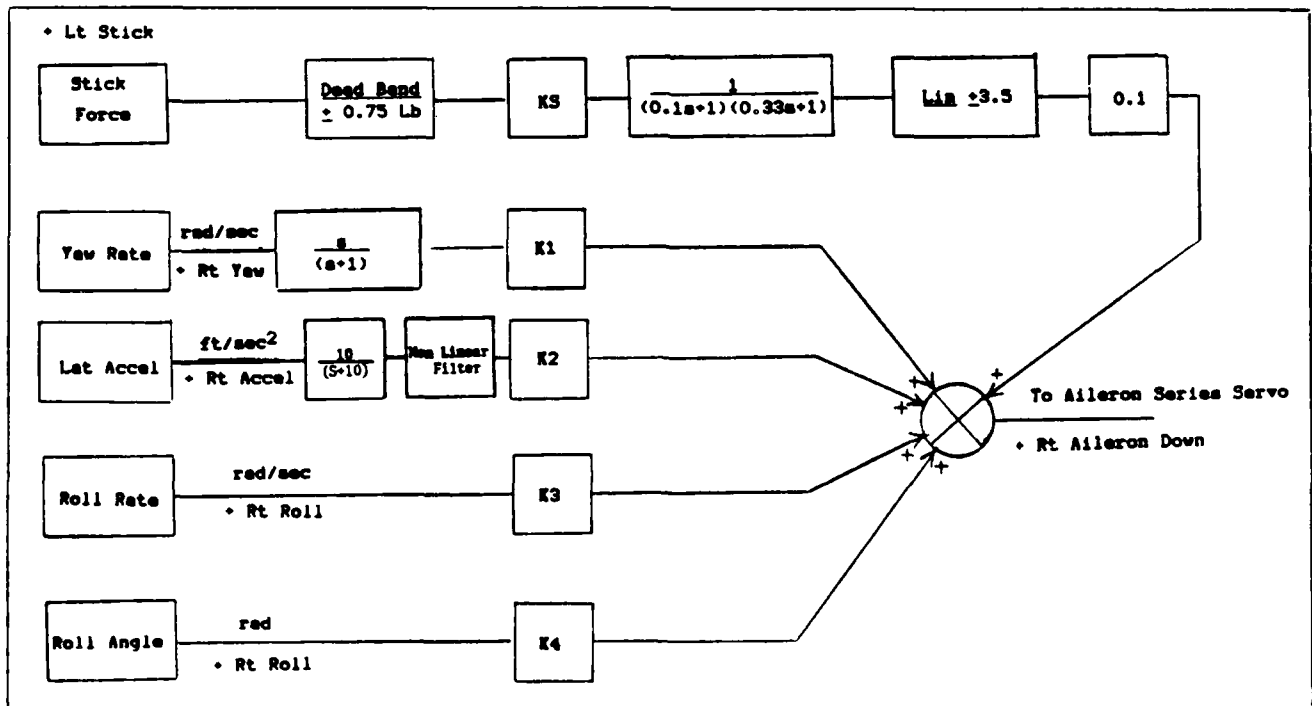 + Lt Stick
Stick
Force
Dead Band
± 0.75 Lb
KS
1
(0.1s+1)(0.33s+1)
Lim ±3.5
0.1
Yaw Rate
rad/sec
+ Rt Yaw
s
(s+1)
K1
Lat Accel
ft/sec²
+ Rt Accel
10
(S+10)
Non Linear
Filter
K2
+
+
+
+
+
To Aileron Series Servo
+ Rt Aileron Down
Roll Rate
rad/sec
+ Rt Roll
K3
Roll Angle
rad
+ Rt Roll
K4